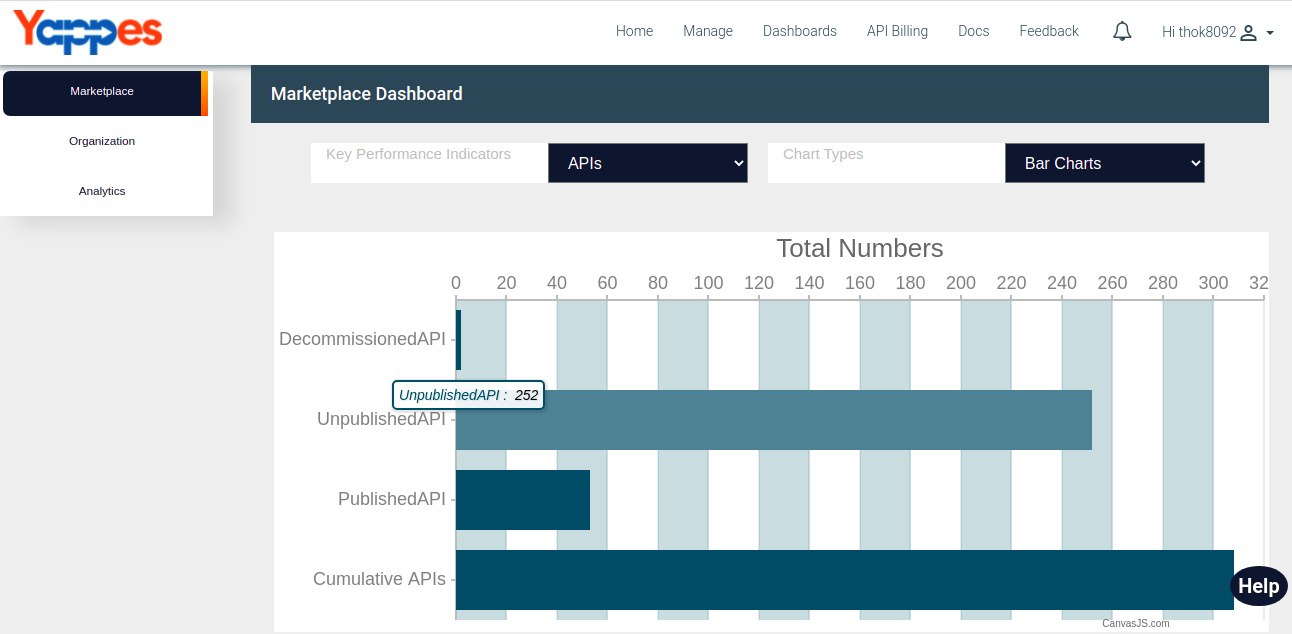 Yappes
Home Manage Dashboards API Billing Docs Feedback Hi thok8092
Marketplace
Organization
Analytics
Marketplace Dashboard
Key Performance Indicators APIs Chart Types Bar Charts
Total Numbers
0 20 40 60 80 100 120 140 160 180 200 220 240 260 280 300 32
DecommissionedAPI
UnpublishedAPI : 252
UnpublishedAPI
PublishedAPI
Cumulative APIs
Help
CanvasJS.com